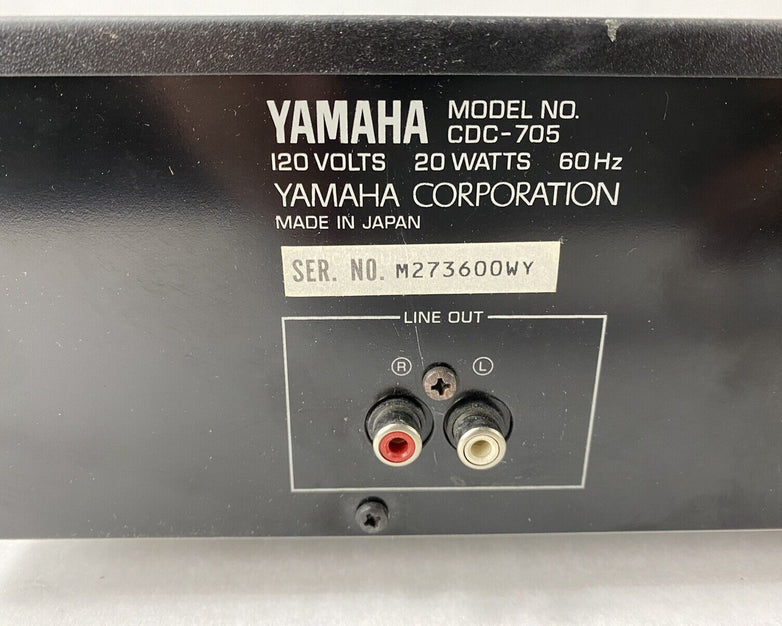 YAMAHA MODEL NO.
CDC-705
120 VOLTS 20 WATTS 60 Hz
YAMAHA CORPORATION
MADE IN JAPAN
SER. NO. M273600WY
LINE OUT
R L